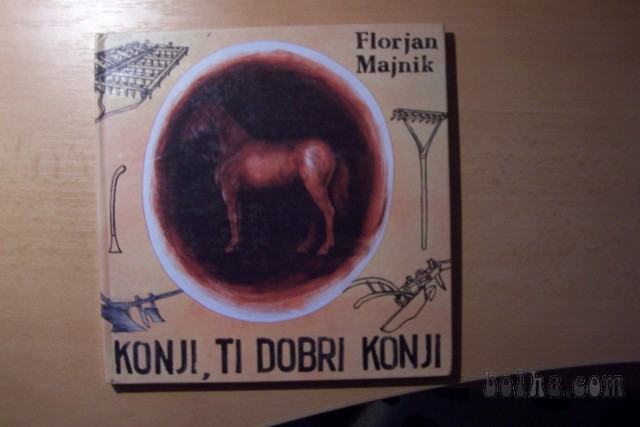 Florjan
Majnik
KONJI, TI DOBRI KONJI
bolha.com